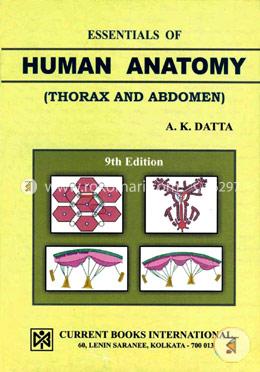 ESSENTIALS OF
HUMAN ANATOMY
(THORAX AND ABDOMEN)
A. K. DATTA
9th Edition
CURRENT BOOKS INTERNATIONAL
60, LENIN SARANEE, KOLKATA - 700 013